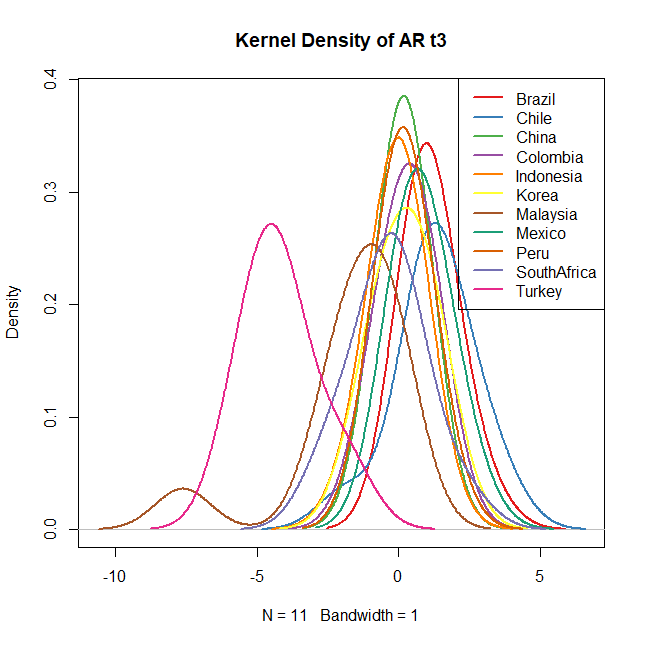 Kernel Density of AR t3
Density
0.4
0.3
0.2
0.1
0.0
Brazil
Chile
China
Colombia
Indonesia
Korea
Malaysia
Mexico
Peru
SouthAfrica
Turkey
-10 -5 0 5
N = 11 Bandwidth = 1